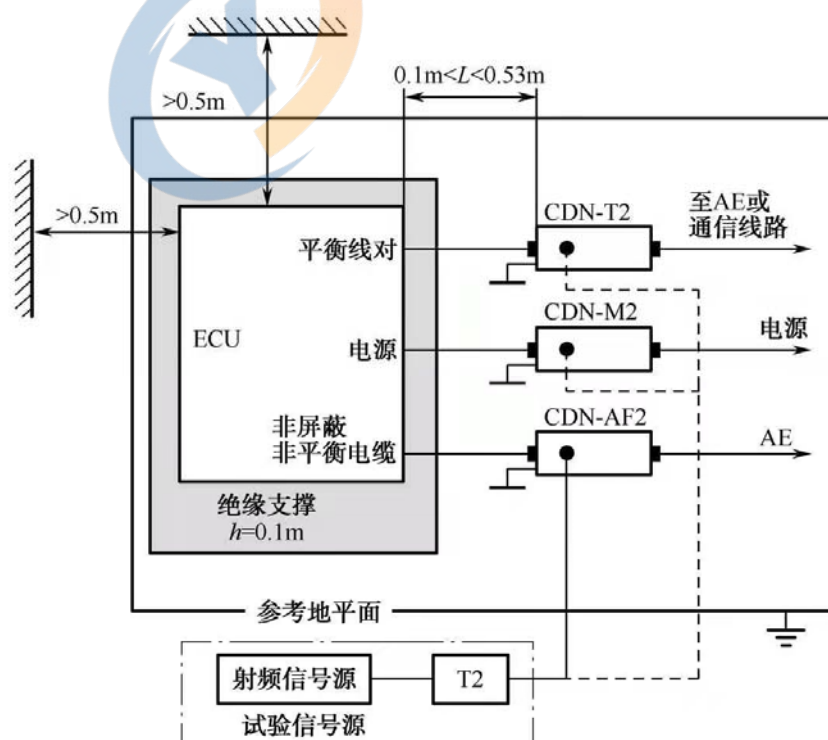 >0.5m
0.1m<L<0.53m
>0.5m
CDN-T2
至AE或
通信线路
平衡线对
CDN-M2
电源
ECU
电源
CDN-AF2
非屏蔽
非平衡电缆
AE
绝缘支撑
h=0.1m
参考地平面
射频信号源
T2
试验信号源